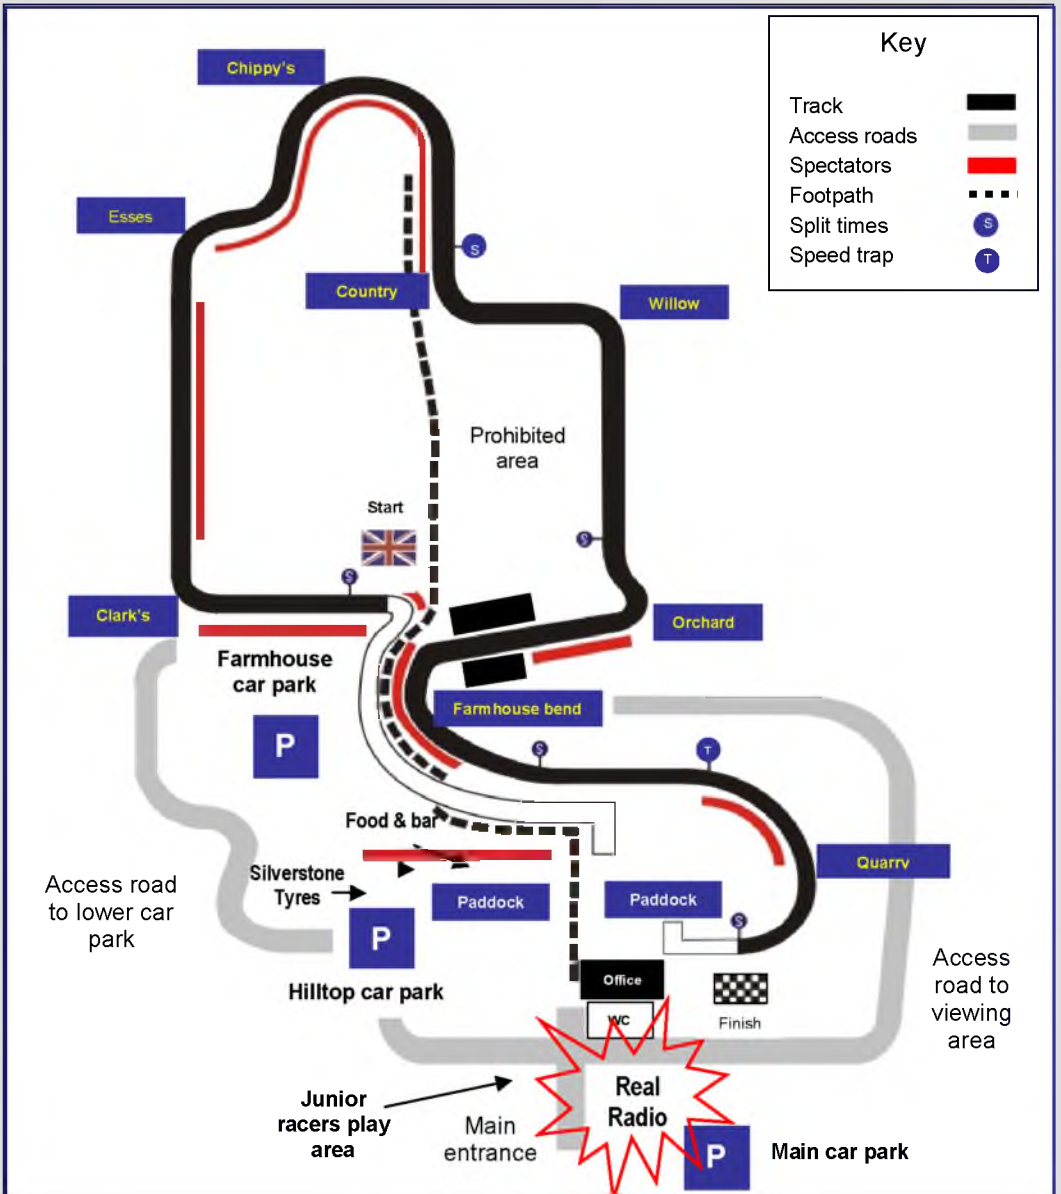 Key
Track
Access roads
Spectators
Footpath
Split times
S
Speed trap
T
Chippy's
Esses
S
Country
Willow
Prohibited
area
Start
S
S
Clark's
Orchard
Farmhouse
car park
Farmhouse bend
P
S
T
Food & bar
Quarry
Silverstone
Tyres
Access road
to lower car
park
Paddock
Paddock
S
P
Office
Hilltop car park
WC
Finish
Access
road to
viewing
area
Junior
racers play
area
Main
entrance
Real
Radio
P
Main car park